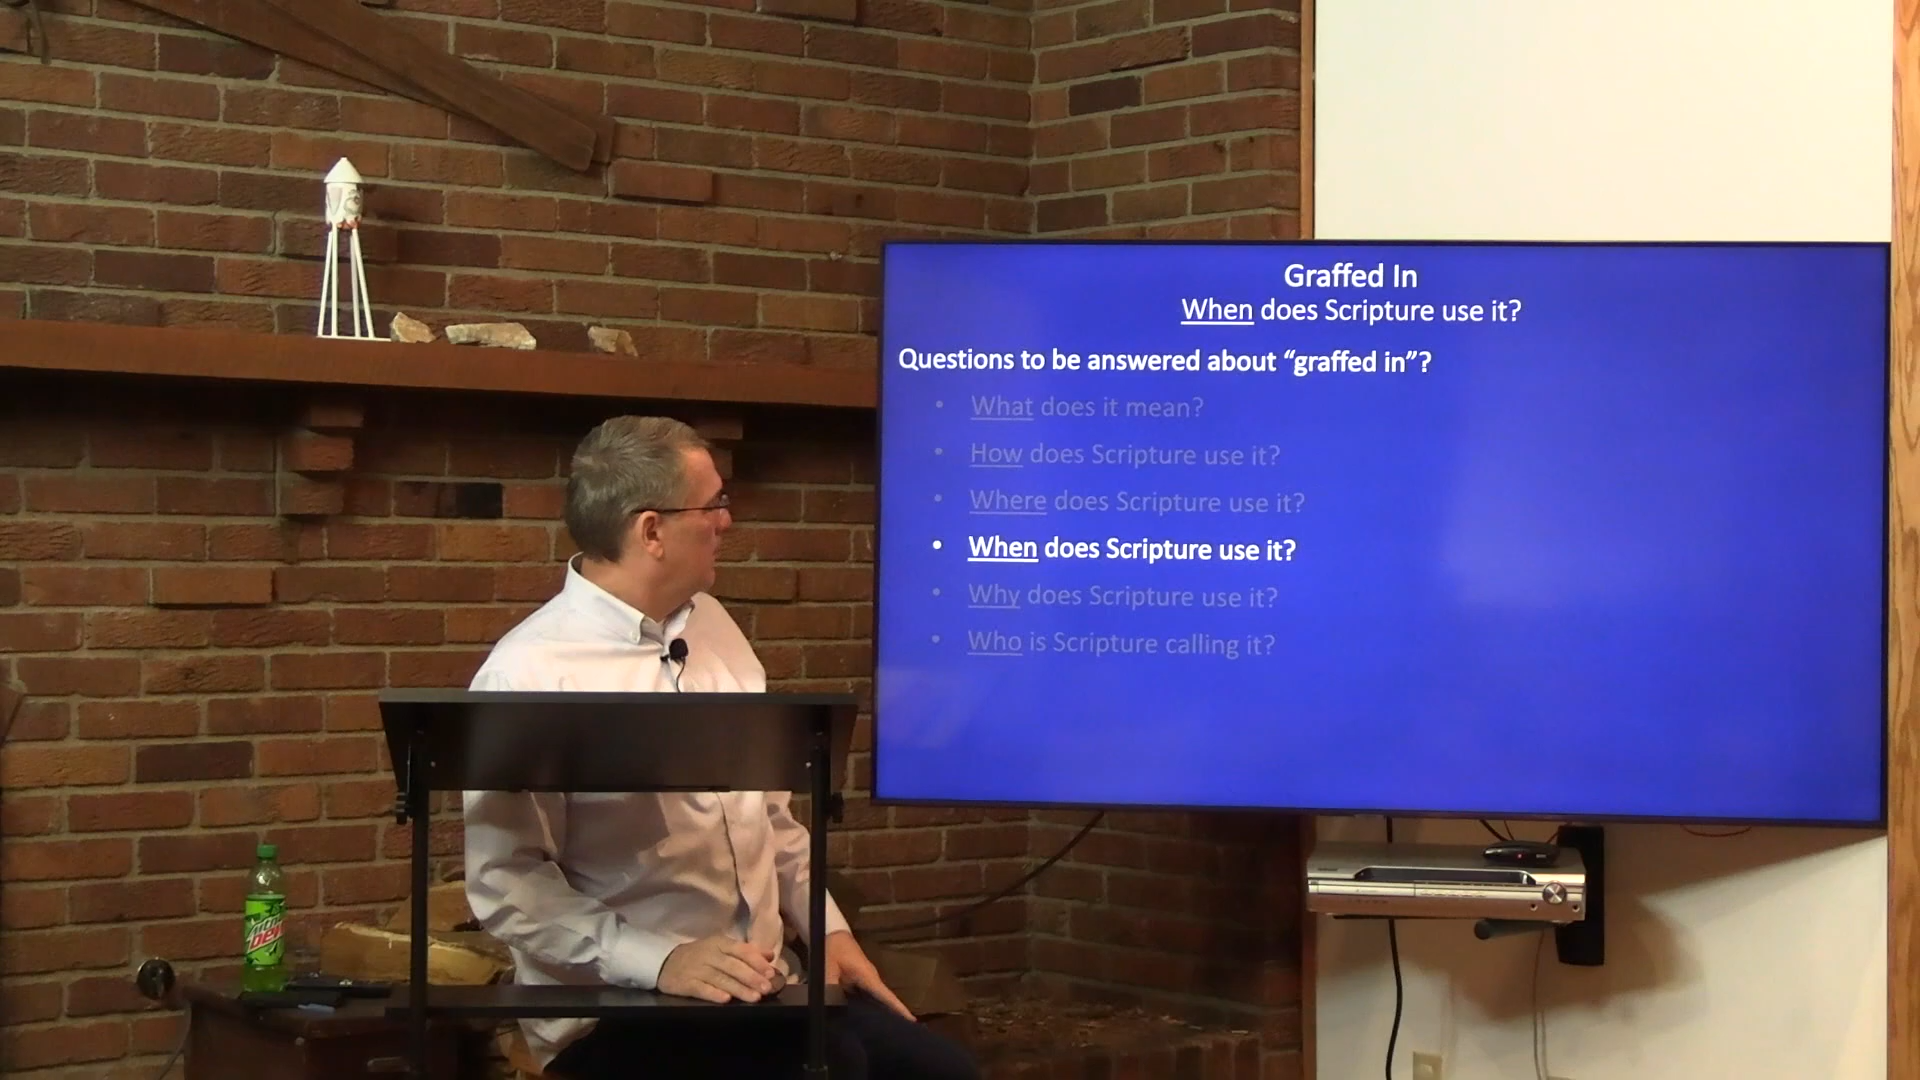 Graffed In
When does Scripture use it?
Questions to be answered about “graffed in”?
• What does it mean?
• How does Scripture use it?
• Where does Scripture use it?
• When does Scripture use it?
• Why does Scripture use it?
• Who is Scripture calling it?
Mtn
Dew